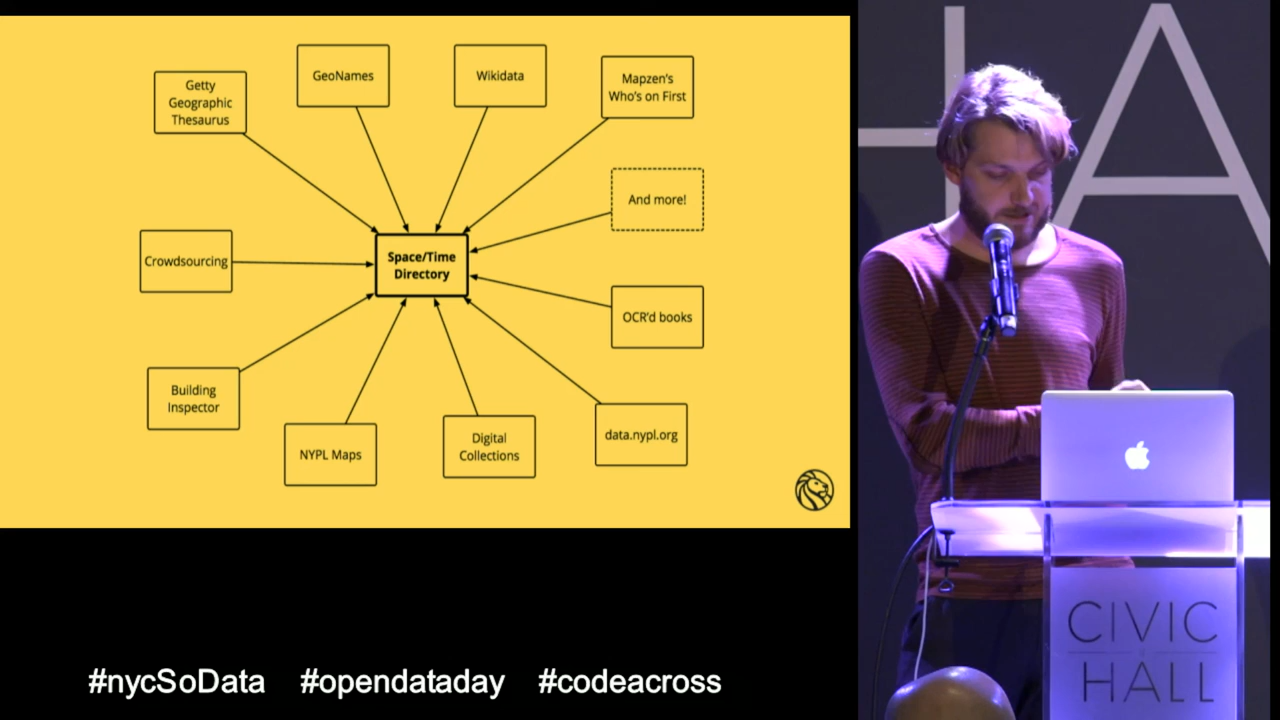 Getty
Geographic
Thesaurus
GeoNames
Wikidata
Mapzen's
Who's on First
And more!
Crowdsourcing
Space/Time
Directory
OCR'd books
Building
Inspector
NYPL Maps
Digital
Collections
data.nypl.org
#nycSoData #opendataday #codeacross
HA
CIVIC
HALL